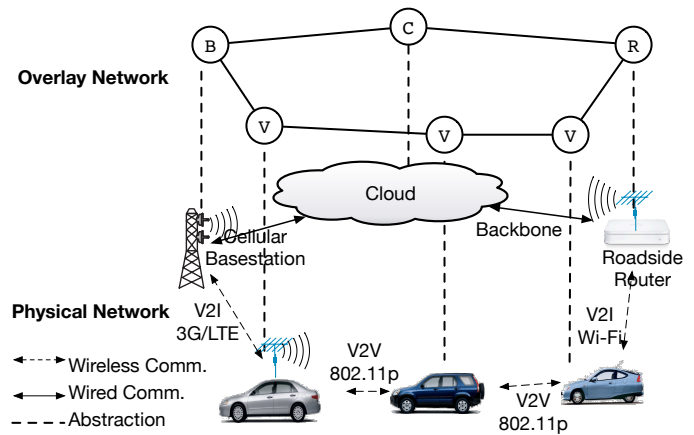 C
B
R
Overlay Network
V
V
V
Cloud
Cellular
Basestation
Backbone
Roadside
Router
Physical Network
V2I
3G/LTE
V2I
Wi-Fi
V2V
802.11p
V2V
802.11p
Wireless Comm.
Wired Comm.
Abstraction